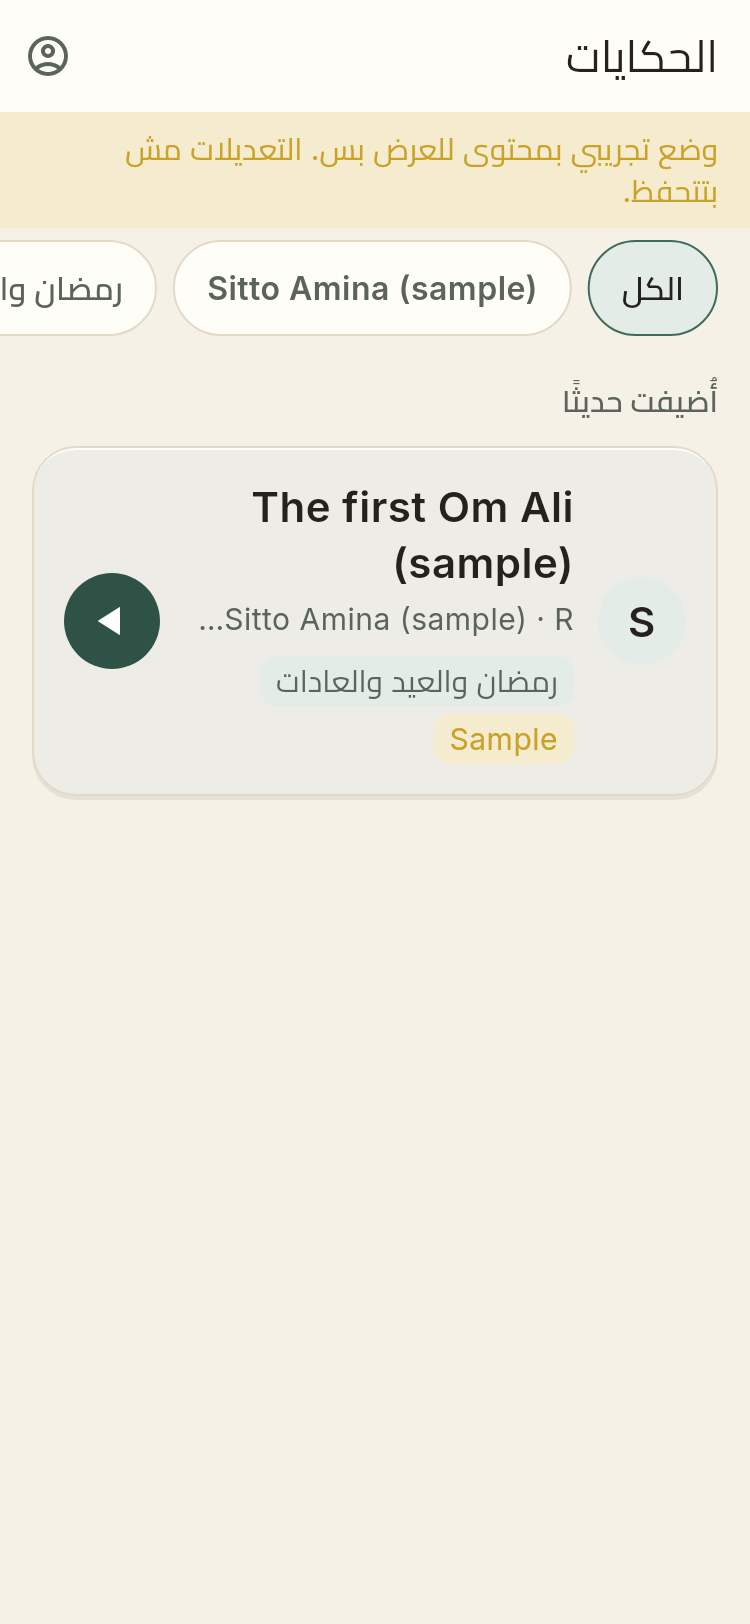 الحكايات
وضع تجريبي بمحتوى للعرض بس. التعديلات مش
بتتحفظ.
الكل
Sitto Amina (sample)
رمضان وا
أُضيفت حديثًا
S
The first Om Ali
(sample)
Sitto Amina (sample) · R...
رمضان والعيد والعادات
Sample